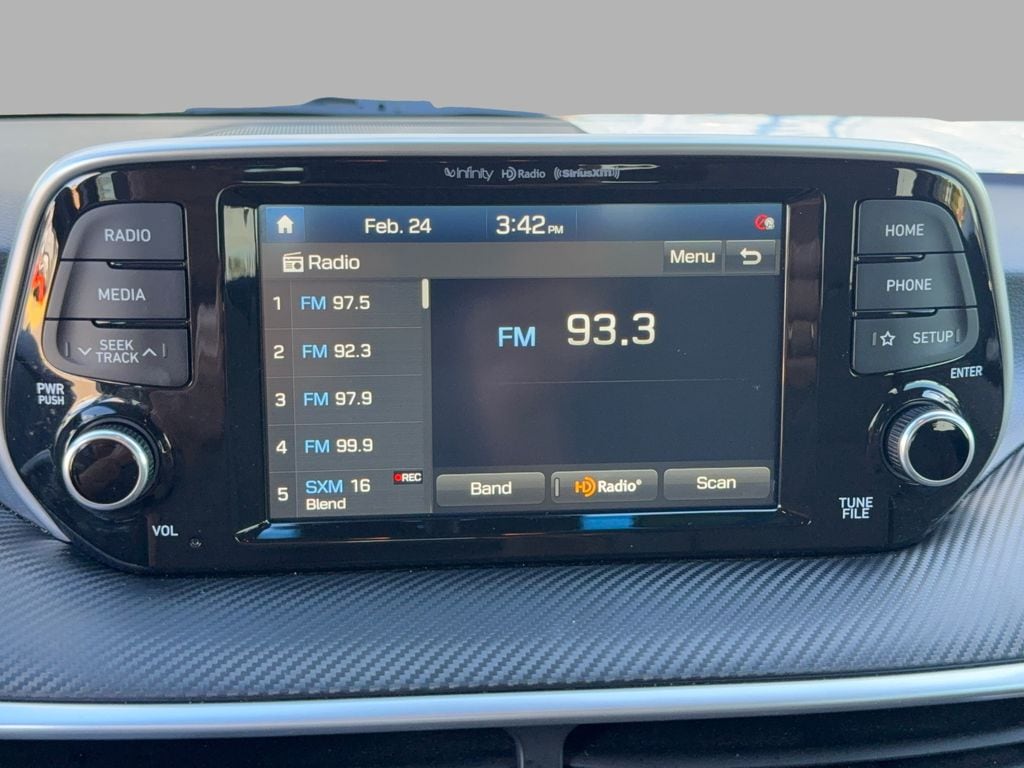 Infinity HD Radio ((SiriusXM))
RADIO
MEDIA
SEEK
TRACK
PWR
PUSH
VOL
Feb. 24 3:42 PM
Radio
Menu
1 FM 97.5
2 FM 92.3
3 FM 97.9
4 FM 99.9
5 SXM 16 REC
Blend
FM 93.3
Band
HD Radio®
Scan
HOME
PHONE
SETUP
ENTER
TUNE
FILE